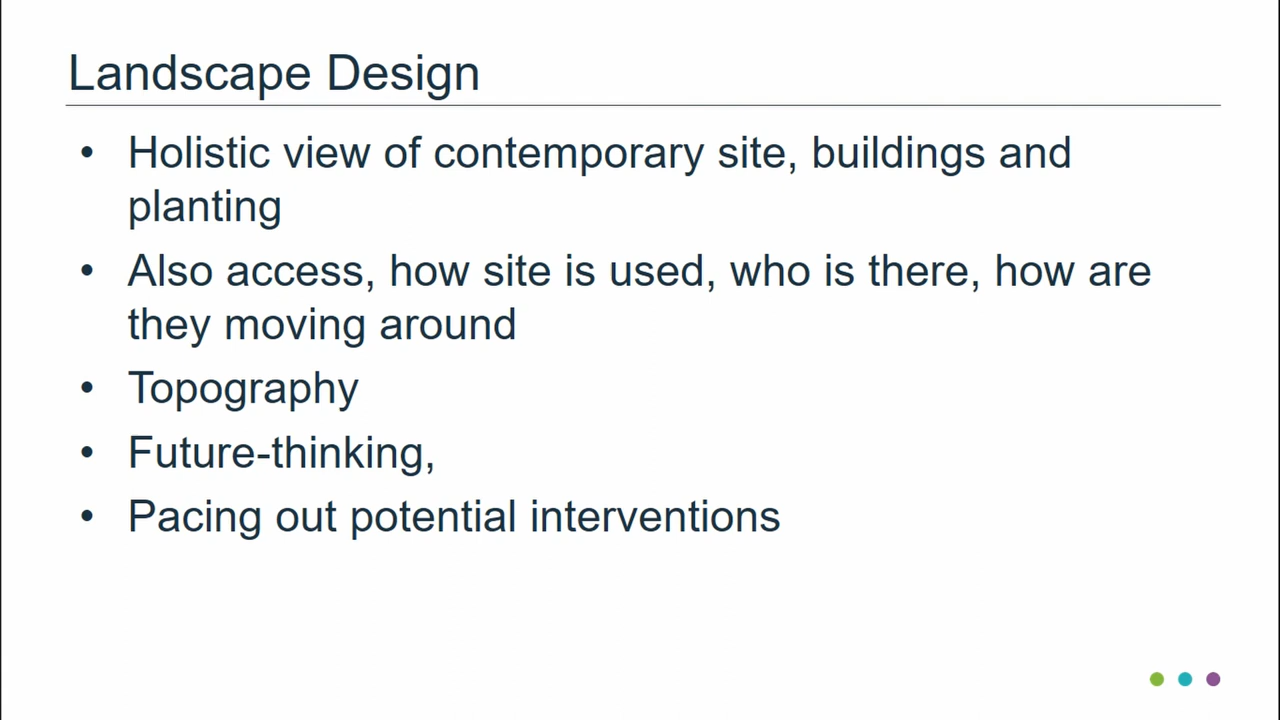 Landscape Design
• Holistic view of contemporary site, buildings and
planting
• Also access, how site is used, who is there, how are
they moving around
• Topography
• Future-thinking,
• Pacing out potential interventions